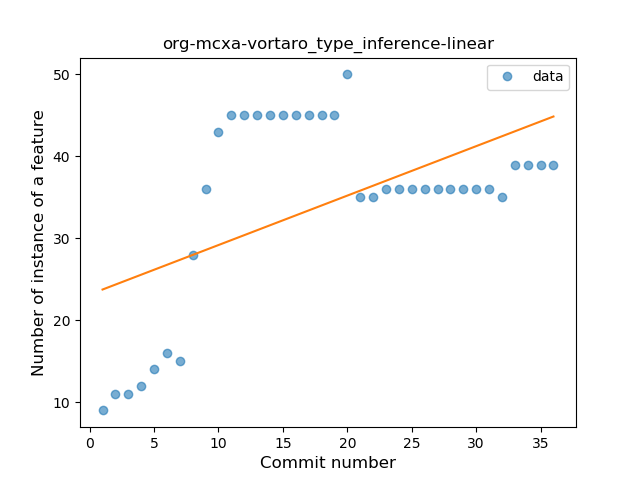 org-mcxa-vortaro_type_inference-linear
data
Number of instance of a feature
50
40
30
20
10
0 5 10 15 20 25 30 35
Commit number